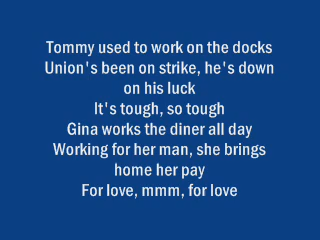 Tommy used to work on the docks
Union's been on strike, he's down
on his luck
It's tough, so tough
Gina works the diner all day
Working for her man, she brings
home her pay
For love, mmm, for love